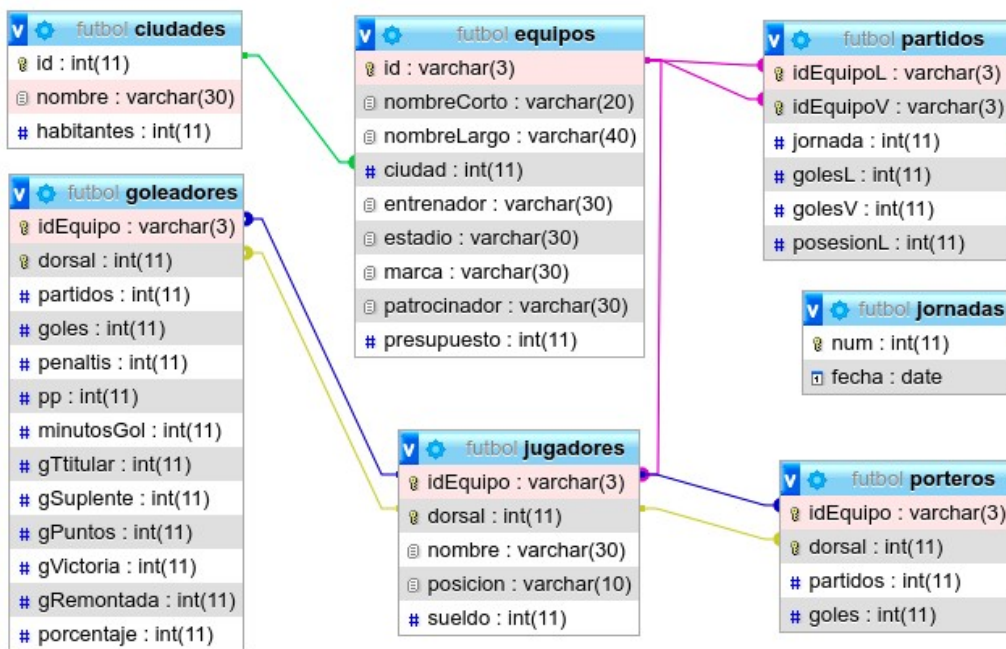 futbol ciudades
id : int(11)
nombre : varchar(30)
habitantes : int(11)
futbol equipos
id : varchar(3)
nombreCorto : varchar(20)
nombreLargo : varchar(40)
ciudad : int(11)
entrenador : varchar(30)
estadio : varchar(30)
marca : varchar(30)
patrocinador : varchar(30)
presupuesto : int(11)
futbol partidos
idEquipoL : varchar(3)
idEquipoV : varchar(3)
jornada : int(11)
golesL : int(11)
golesV : int(11)
posesionL : int(11)
futbol goleadores
idEquipo : varchar(3)
dorsal : int(11)
partidos : int(11)
goles : int(11)
penaltis : int(11)
pp : int(11)
minutosGol : int(11)
gTtitular : int(11)
gSuplente : int(11)
gPuntos : int(11)
gVictoria : int(11)
gRemontada : int(11)
porcentaje : int(11)
futbol jornadas
num : int(11)
fecha : date
futbol jugadores
idEquipo : varchar(3)
dorsal : int(11)
nombre : varchar(30)
posicion : varchar(10)
sueldo : int(11)
futbol porteros
idEquipo : varchar(3)
dorsal : int(11)
partidos : int(11)
goles : int(11)